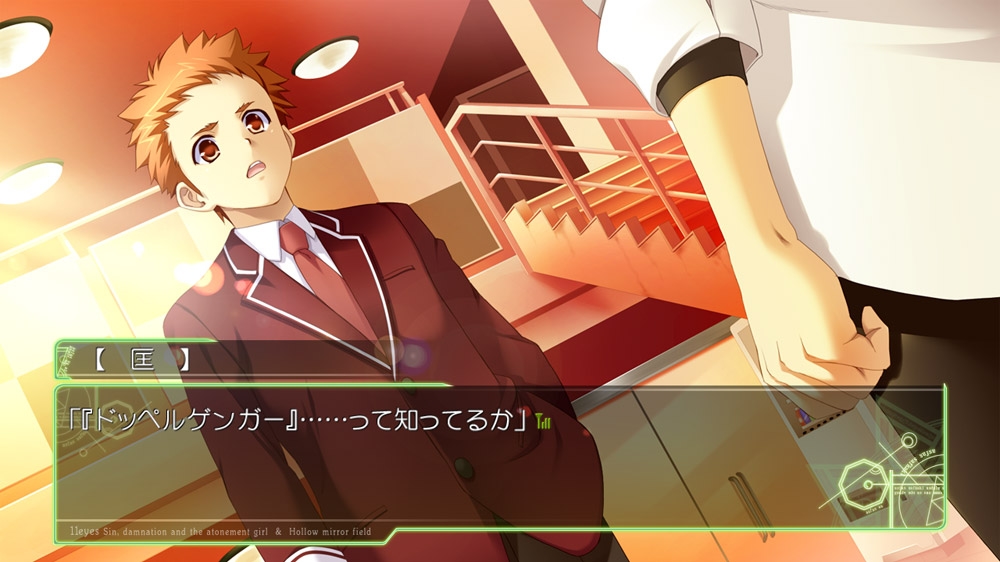 【 匡 】
「『ドッペルゲンガー』……って知ってるか」
11eyes Sin, damnation and the atonement girl & Hollow mirror field